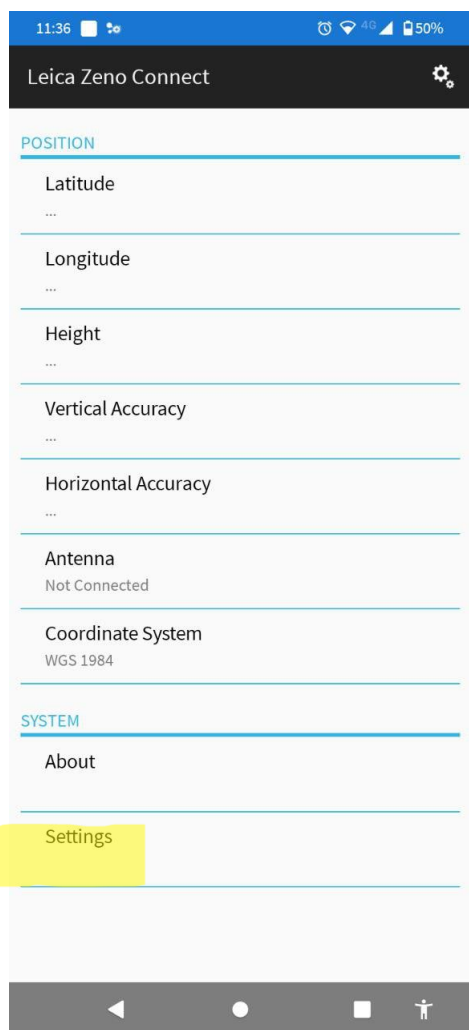 11:36
4G
50%
Leica Zeno Connect
POSITION
Latitude
...
Longitude
...
Height
...
Vertical Accuracy
...
Horizontal Accuracy
...
Antenna
Not Connected
Coordinate System
WGS 1984
SYSTEM
About
Settings